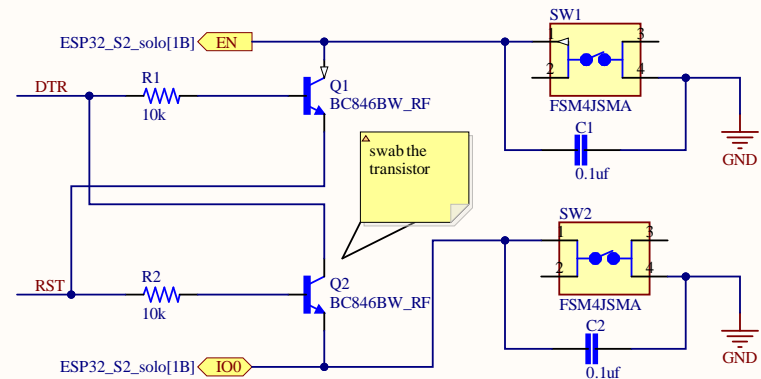 SW1
ESP32_S2_solo[1B] EN
1 3
2 4
DTR
R1
10k
Q1
BC846BW_RF
FSM4JSMA
C1
0.1uf
GND
swab the
transistor
SW2
1 3
2 4
RST
R2
10k
Q2
BC846BW_RF
FSM4JSMA
C2
0.1uf
GND
ESP32_S2_solo[1B] IO0